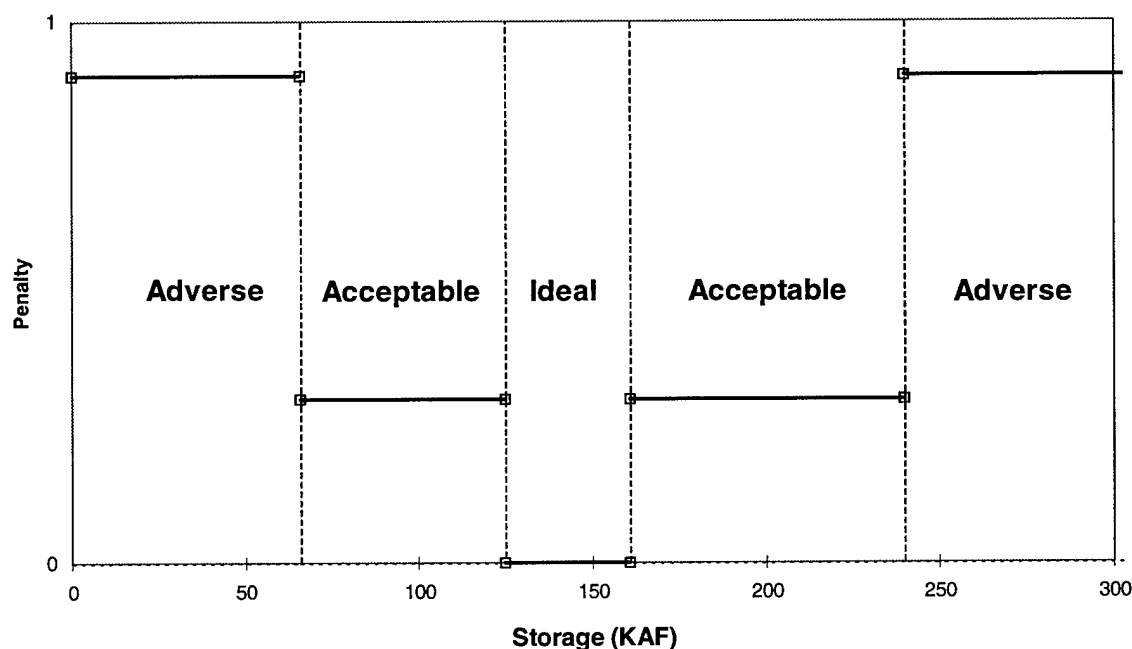 1
Penalty
Adverse Acceptable Ideal Acceptable Adverse
0
0 50 100 150 200 250 300
Storage (KAF)